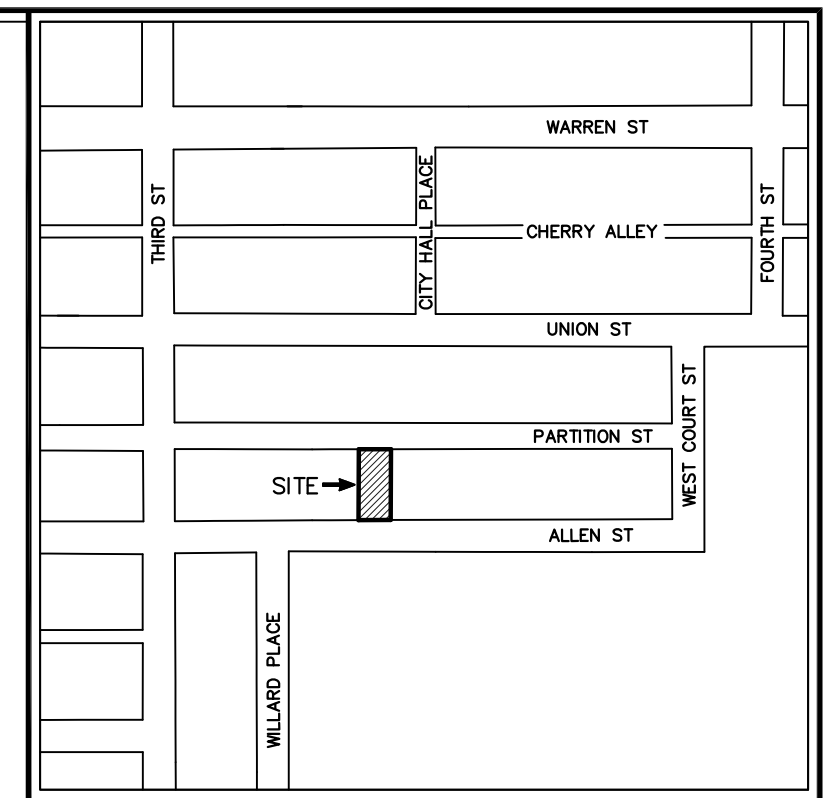 WARREN ST
THIRD ST
CITY HALL PLACE
CHERRY ALLEY
FOURTH ST
UNION ST
WEST COURT ST
PARTITION ST
SITE
ALLEN ST
WILLARD PLACE